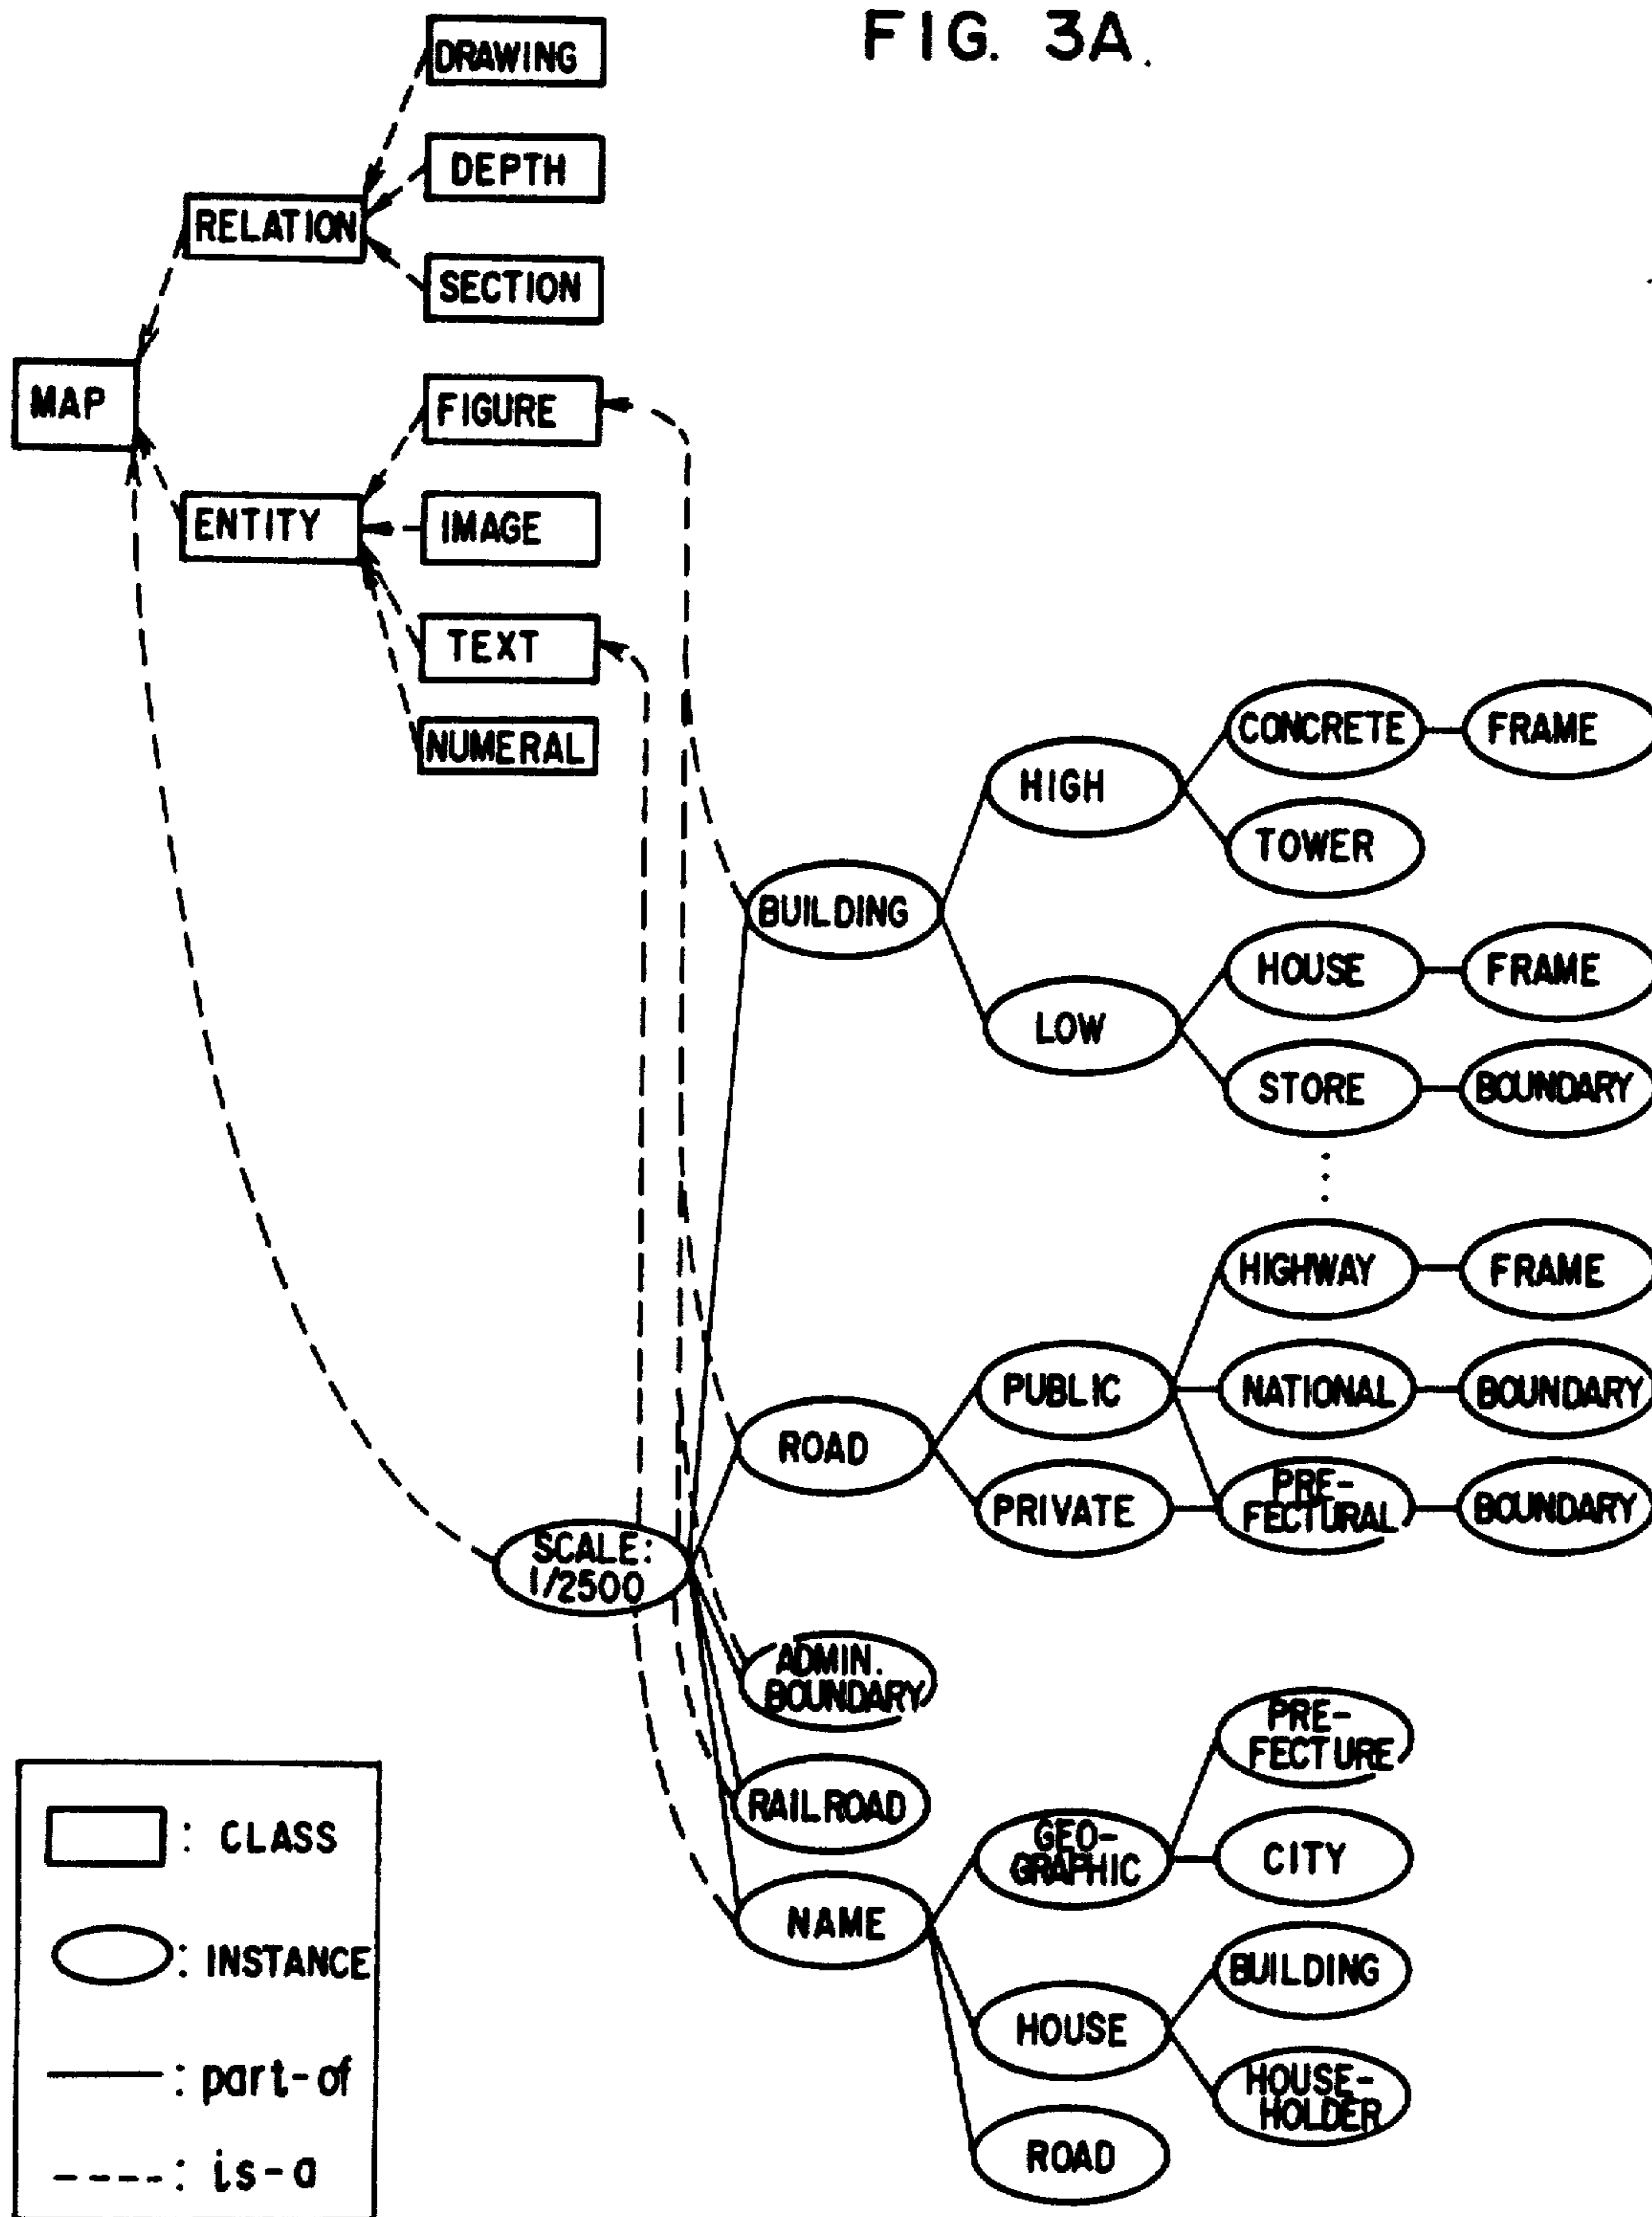 FIG. 3A.
DRAWING
DEPTH
RELATION
SECTION
MAP
FIGURE
ENTITY
IMAGE
TEXT
NUMERAL
CONCRETE
FRAME
HIGH
TOWER
BUILDING
HOUSE
FRAME
LOW
STORE
BOUNDARY
HIGHWAY
FRAME
PUBLIC
NATIONAL
BOUNDARY
ROAD
PRIVATE
PRE-
FECTURAL
BOUNDARY
SCALE:
1/2500
ADMIN.
BOUNDARY
PRE-
FECTURE
RAILROAD
GEO-
GRAPHIC
CITY
NAME
BUILDING
HOUSE
HOUSE-
HOLDER
ROAD
: CLASS
: INSTANCE
: part-of
: is-a